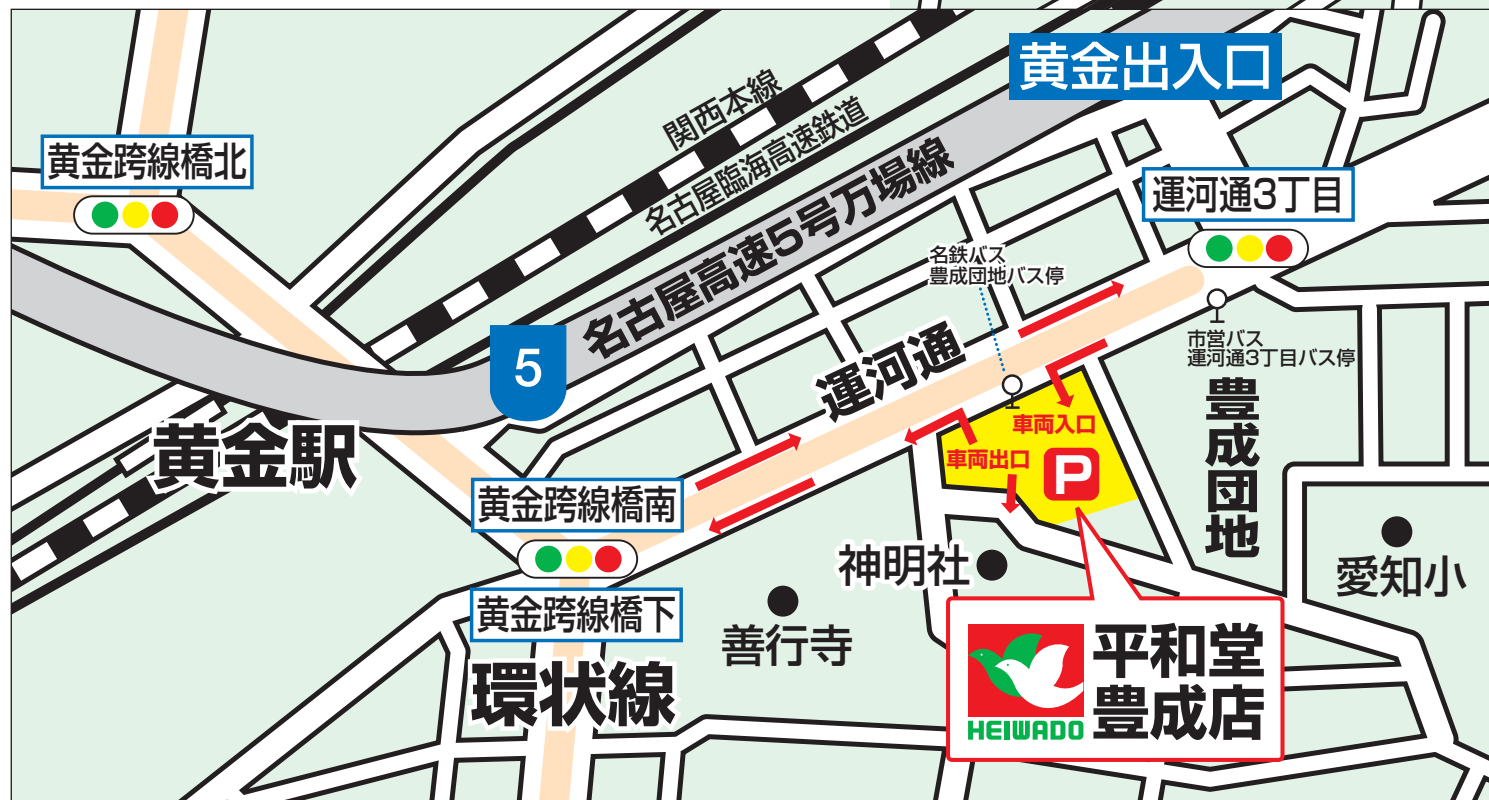 黄金出入口
関西本線
名古屋臨海高速鉄道
名古屋高速5号万場線
黄金跨線橋北
運河通3丁目
名鉄バス
豊成団地バス停
市営バス
運河通3丁目バス停
5
運河通
豊成団地
車両入口
車両出口
P
黄金駅
黄金跨線橋南
黄金跨線橋下
神明社
愛知小
善行寺
環状線
HEIWADO
平和堂
豊成店